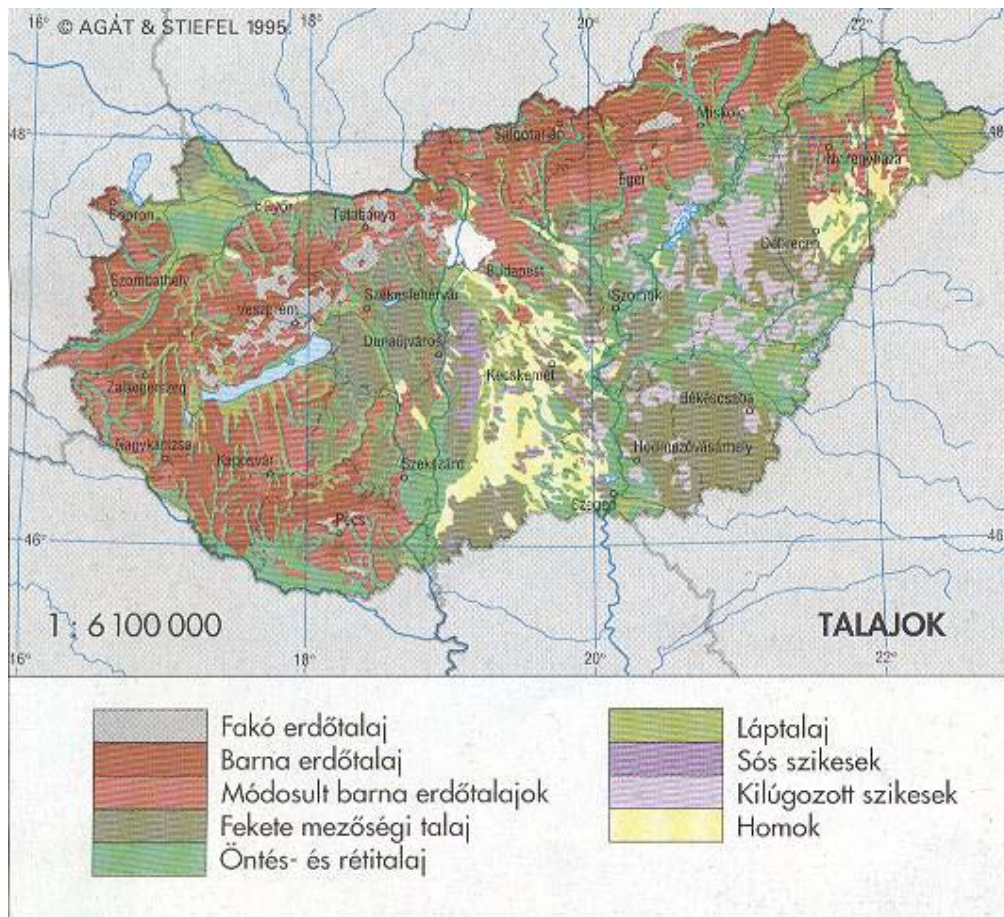 16°
© AGÁT & STIEFEL 1995
18°
20°
22°
48°
48
Salgótarján
Miskolc
Nyíregyháza
Eger
Sopron
Győr
Tatabánya
Debrecen
Budapest
Szombathely
Székesfehérvár
Szolnok
Veszprém
Dunaújváros
Kecskemét
Zalaegerszeg
Békéscsaba
Nagykanizsa
Kaposvár
Szekszárd
Hódmezővásárhely
Szeged
Pécs
46°
46
1 : 6 100 000
TALAJOK
16°
18°
20°
22°
Fakó erdőtalaj
Barna erdőtalaj
Módosult barna erdőtalajok
Fekete mezőségi talaj
Öntés- és rétitalaj
Láptalaj
Sós szikesek
Kilúgozott szikesek
Homok